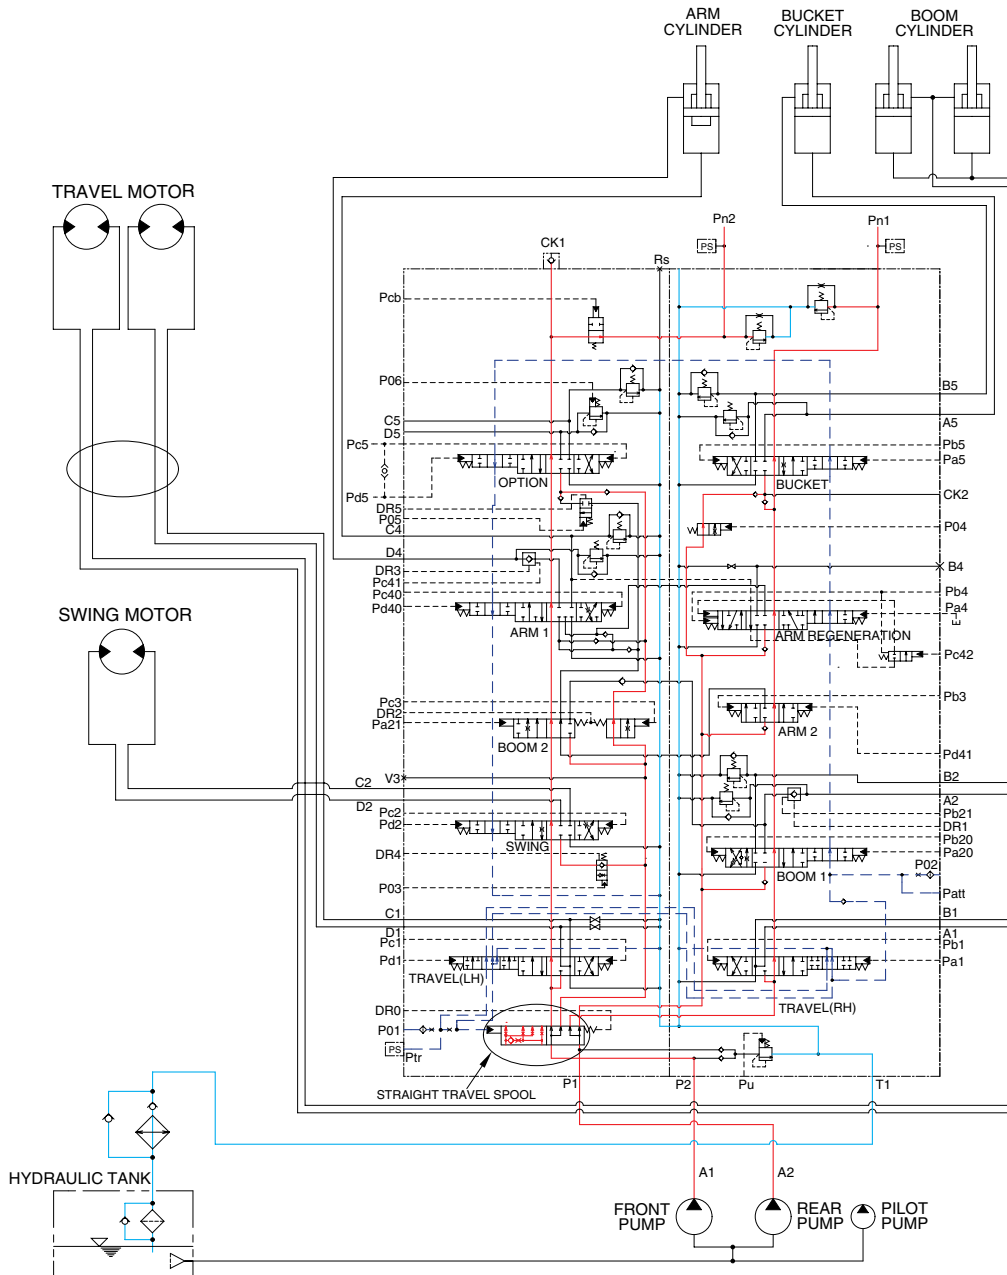 ARM
CYLINDER
BUCKET
CYLINDER
BOOM
CYLINDER
TRAVEL MOTOR
Pn2
Pn1
PS
PS
CK1
Rs
Pcb
P06
B5
C5
D5
A5
Pc5
Pb5
Pa5
OPTION
BUCKET
Pd5
CK2
DR5
P05
P04
C4
D4
B4
DR3
Pc41
Pc40
Pb4
Pd40
Pa4
ARM 1
ARM REGENERATION
SWING MOTOR
Pc42
Pc3
Pb3
DR2
Pa21
BOOM 2
ARM 2
Pd41
V3
B2
C2
D2
A2
Pc2
Pb21
Pd2
DR1
SWING
Pb20
DR4
Pa20
BOOM 1
P02
P03
Patt
C1
B1
D1
A1
Pc1
Pb1
Pd1
Pa1
TRAVEL(LH)
TRAVEL(RH)
DR0
P01
PS
Ptr
STRAIGHT TRAVEL SPOOL
P1
P2
Pu
T1
HYDRAULIC TANK
A1
A2
FRONT
PUMP
REAR
PUMP
PILOT
PUMP